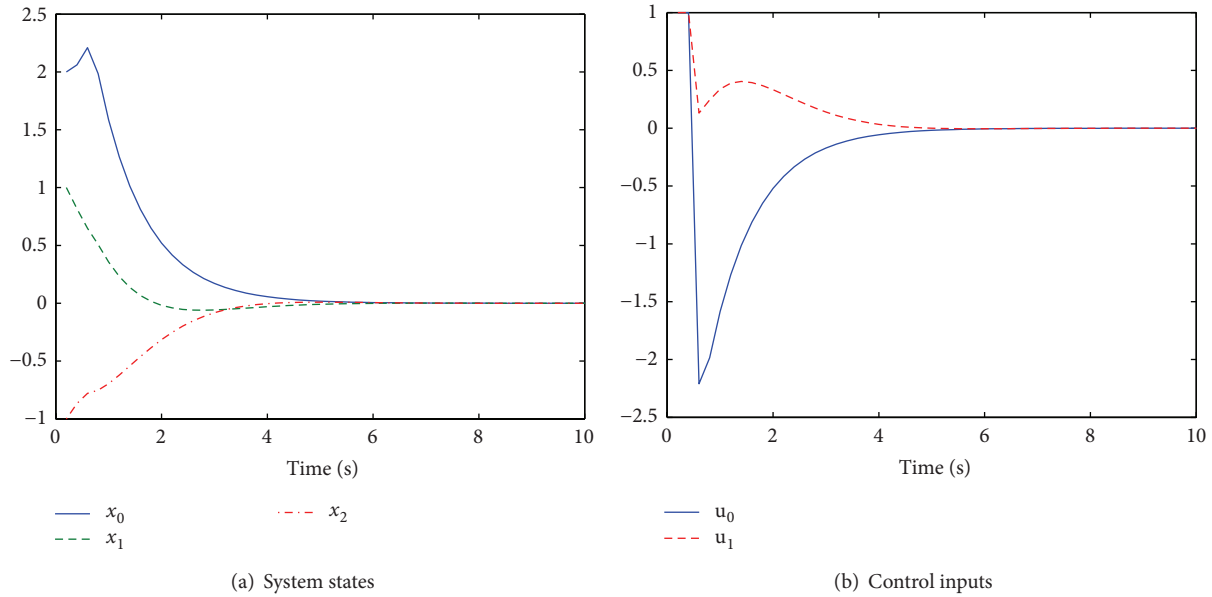 2.5
2
1.5
1
0.5
0
−0.5
−1
0 2 4 6 8 10
Time (s)
x0
x1
x2
(a) System states
1
0.5
0
−0.5
−1
−1.5
−2
−2.5
0 2 4 6 8 10
Time (s)
u0
u1
(b) Control inputs